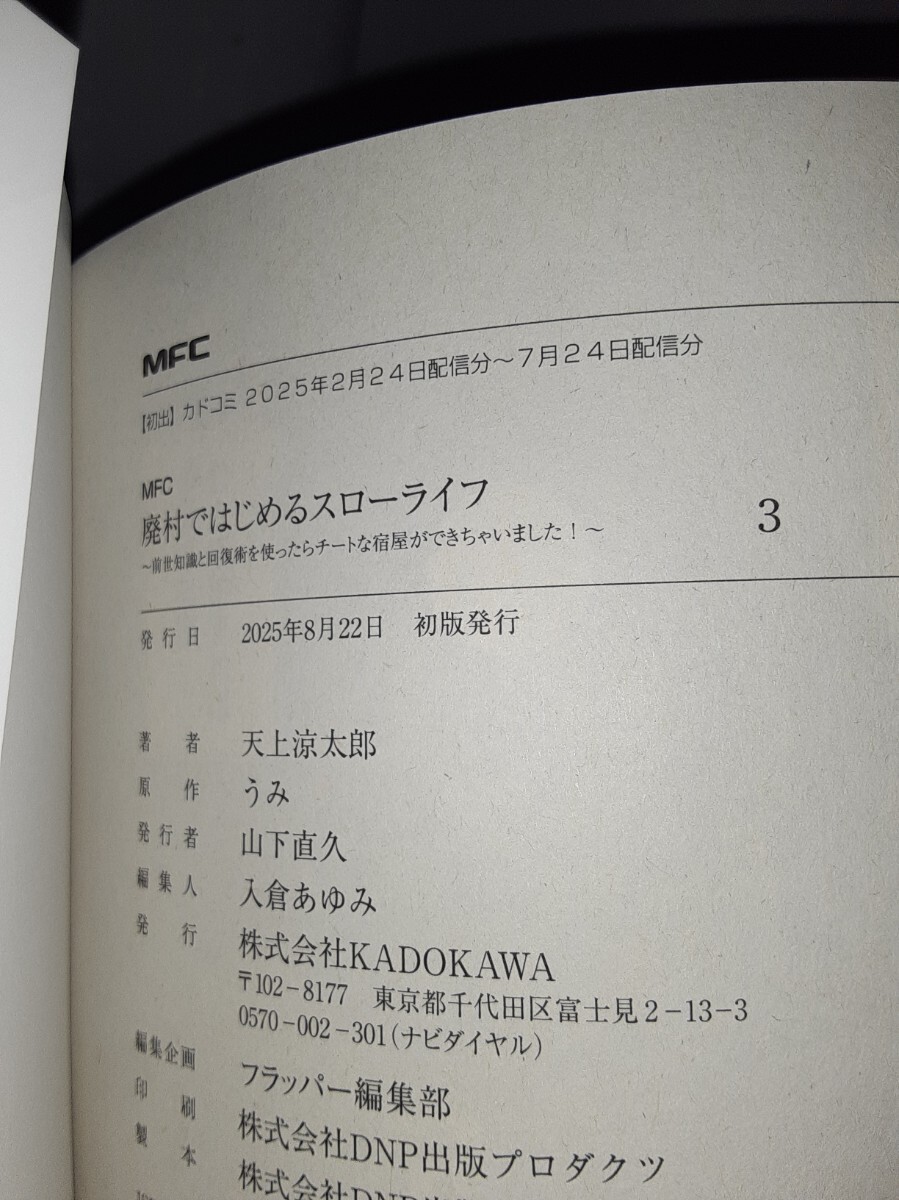 MFC
【初出】カドコミ 2025年2月24日配信分～7月24日配信分
MFC
廃村ではじめるスローライフ 3
～前世知識と回復術を使ったらチートな宿屋ができちゃいました！～
発行日 2025年8月22日 初版発行
著者 天上涼太郎
原作 うみ
発行者 山下直久
編集人 入倉あゆみ
発行 株式会社KADOKAWA
〒102-8177 東京都千代田区富士見2-13-3
0570-002-301（ナビダイヤル）
編集企画 フラッパー編集部
印刷 株式会社DNP出版プロダクツ
製本 株式会社DNP出